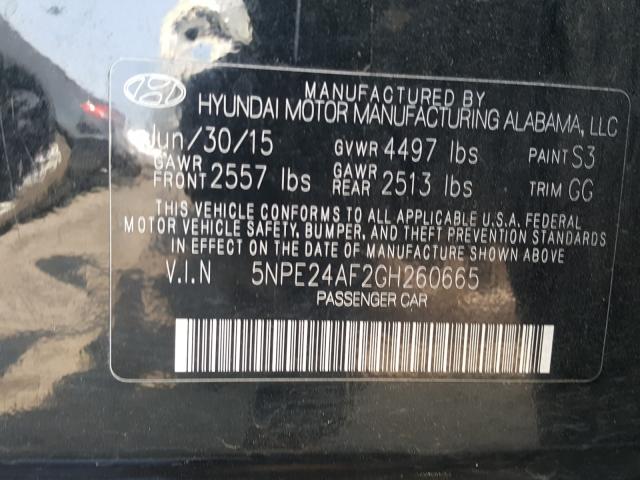 MANUFACTURED BY
HYUNDAI MOTOR MANUFACTURING ALABAMA, LLC
Jun/30/15 GVWR 4497 lbs PAINT S3
GAWR FRONT 2557 lbs GAWR REAR 2513 lbs TRIM GG
THIS VEHICLE CONFORMS TO ALL APPLICABLE U.S.A. FEDERAL
MOTOR VEHICLE SAFETY, BUMPER, AND THEFT PREVENTION STANDARDS
IN EFFECT ON THE DATE OF MANUFACTURE SHOWN ABOVE.
V.I.N 5NPE24AF2GH260665
PASSENGER CAR